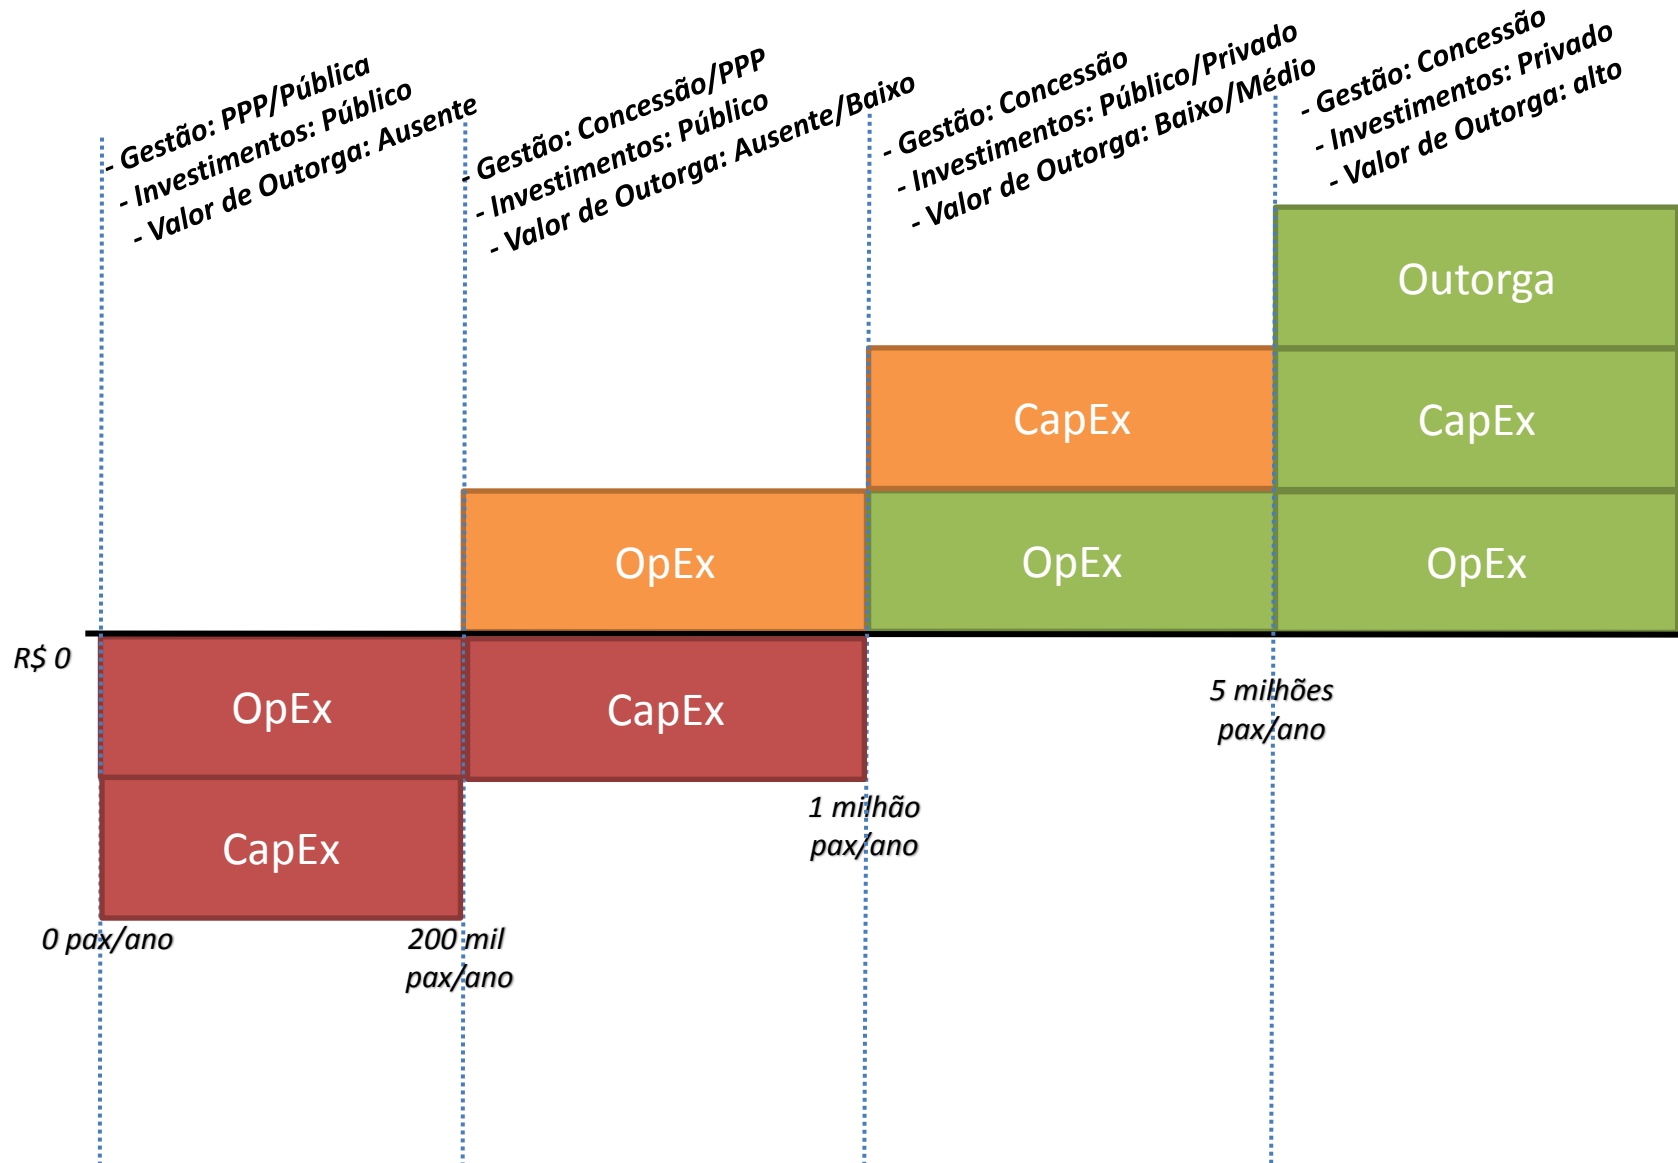 - Gestão: PPP/Pública
- Investimentos: Público
- Valor de Outorga: Ausente
- Gestão: Concessão/PPP
- Investimentos: Público
- Valor de Outorga: Ausente/Baixo
- Gestão: Concessão
- Investimentos: Público/Privado
- Valor de Outorga: Baixo/Médio
- Gestão: Concessão
- Investimentos: Privado
- Valor de Outorga: alto
Outorga
CapEx
CapEx
OpEx
OpEx
OpEx
R$ 0
OpEx
CapEx
5 milhões
pax/ano
1 milhão
pax/ano
CapEx
0 pax/ano
200 mil
pax/ano